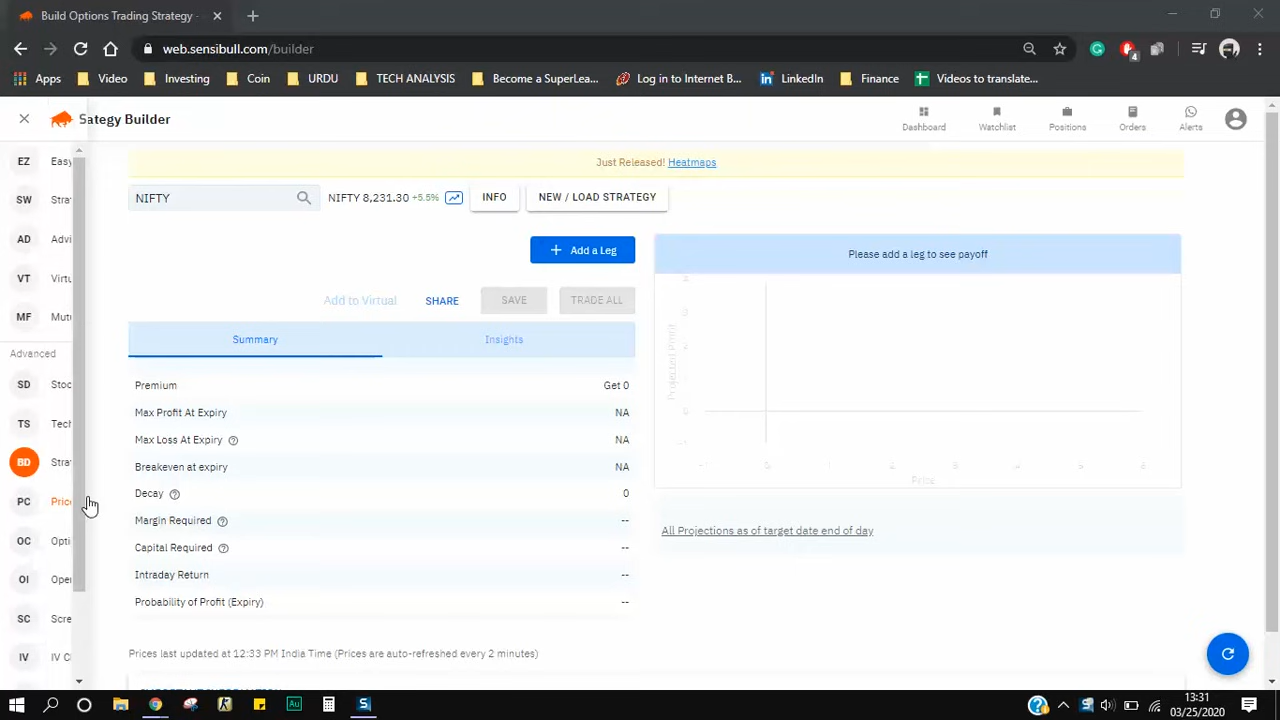 Build Options Trading Strategy -
web.sensibull.com/builder
4
Apps
Video
Investing
Coin
URDU
TECH ANALYSIS
Become a SuperLea...
Log in to Internet B...
LinkedIn
Finance
Videos to translate...
Sategy Builder
Dashboard
Watchlist
Positions
Orders
Alerts
EZ Easy
SW Stra
AD Advi
VT Virtu
MF Mutu
Advanced
SD Stoc
TS Tech
BD Stra
PC Price
OC Opti
OI Ope
SC Scre
IV IV C
Just Released! Heatmaps
NIFTY
NIFTY 8,231.30 +5.5%
INFO
NEW / LOAD STRATEGY
+ Add a Leg
Add to Virtual
SHARE
SAVE
TRADE ALL
Summary
Insights
Premium Get 0
Max Profit At Expiry NA
Max Loss At Expiry NA
Breakeven at expiry NA
Decay 0
Margin Required --
Capital Required --
Intraday Return --
Probability of Profit (Expiry) --
Please add a leg to see payoff
Projected Profit
Price
All Projections as of target date end of day
Prices last updated at 12:33 PM India Time (Prices are auto-refreshed every 2 minutes)
13:31
03/25/2020